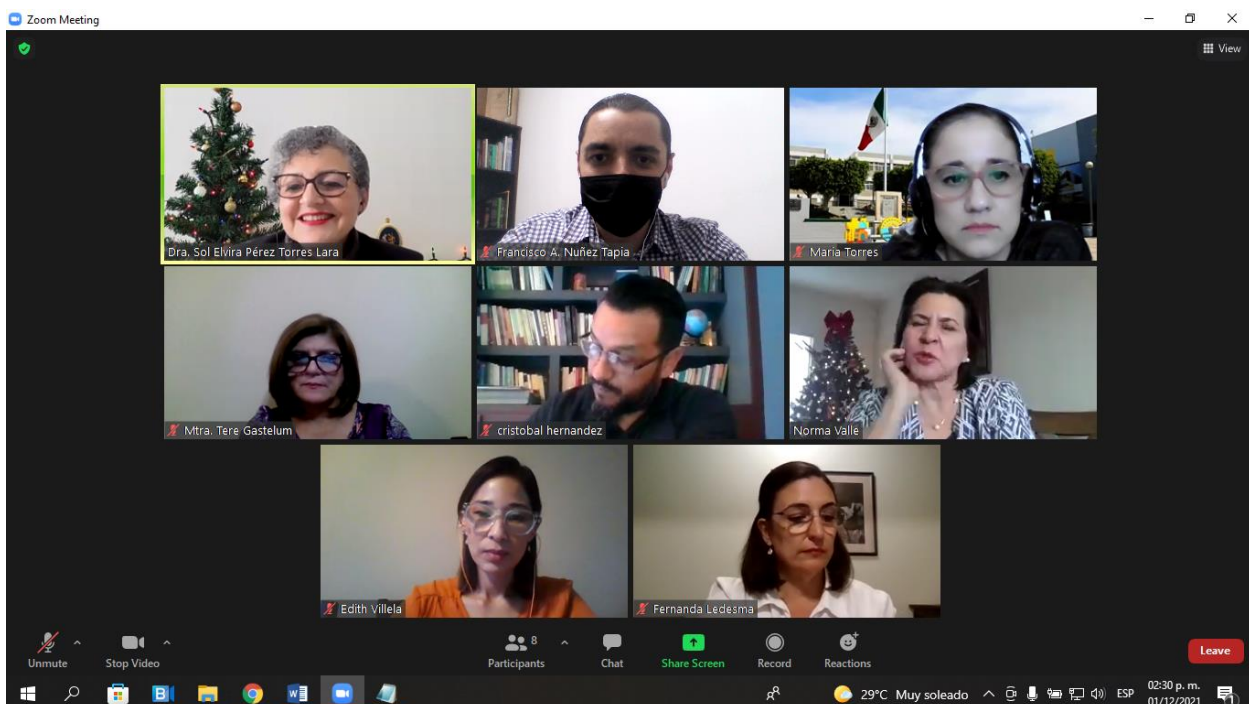 Zoom Meeting
View
Dra. Sol Elvira Pérez Torres Lara
Francisco A. Nuñez Tapia
Maria Torres
Mtra. Tere Gastelum
cristobal hernandez
Norma Valle
Edith Villela
Fernanda Ledesma
8
Unmute
Stop Video
Participants
Chat
Share Screen
Record
Reactions
Leave
29°C Muy soleado
ESP
02:30 p. m.
01/12/2021